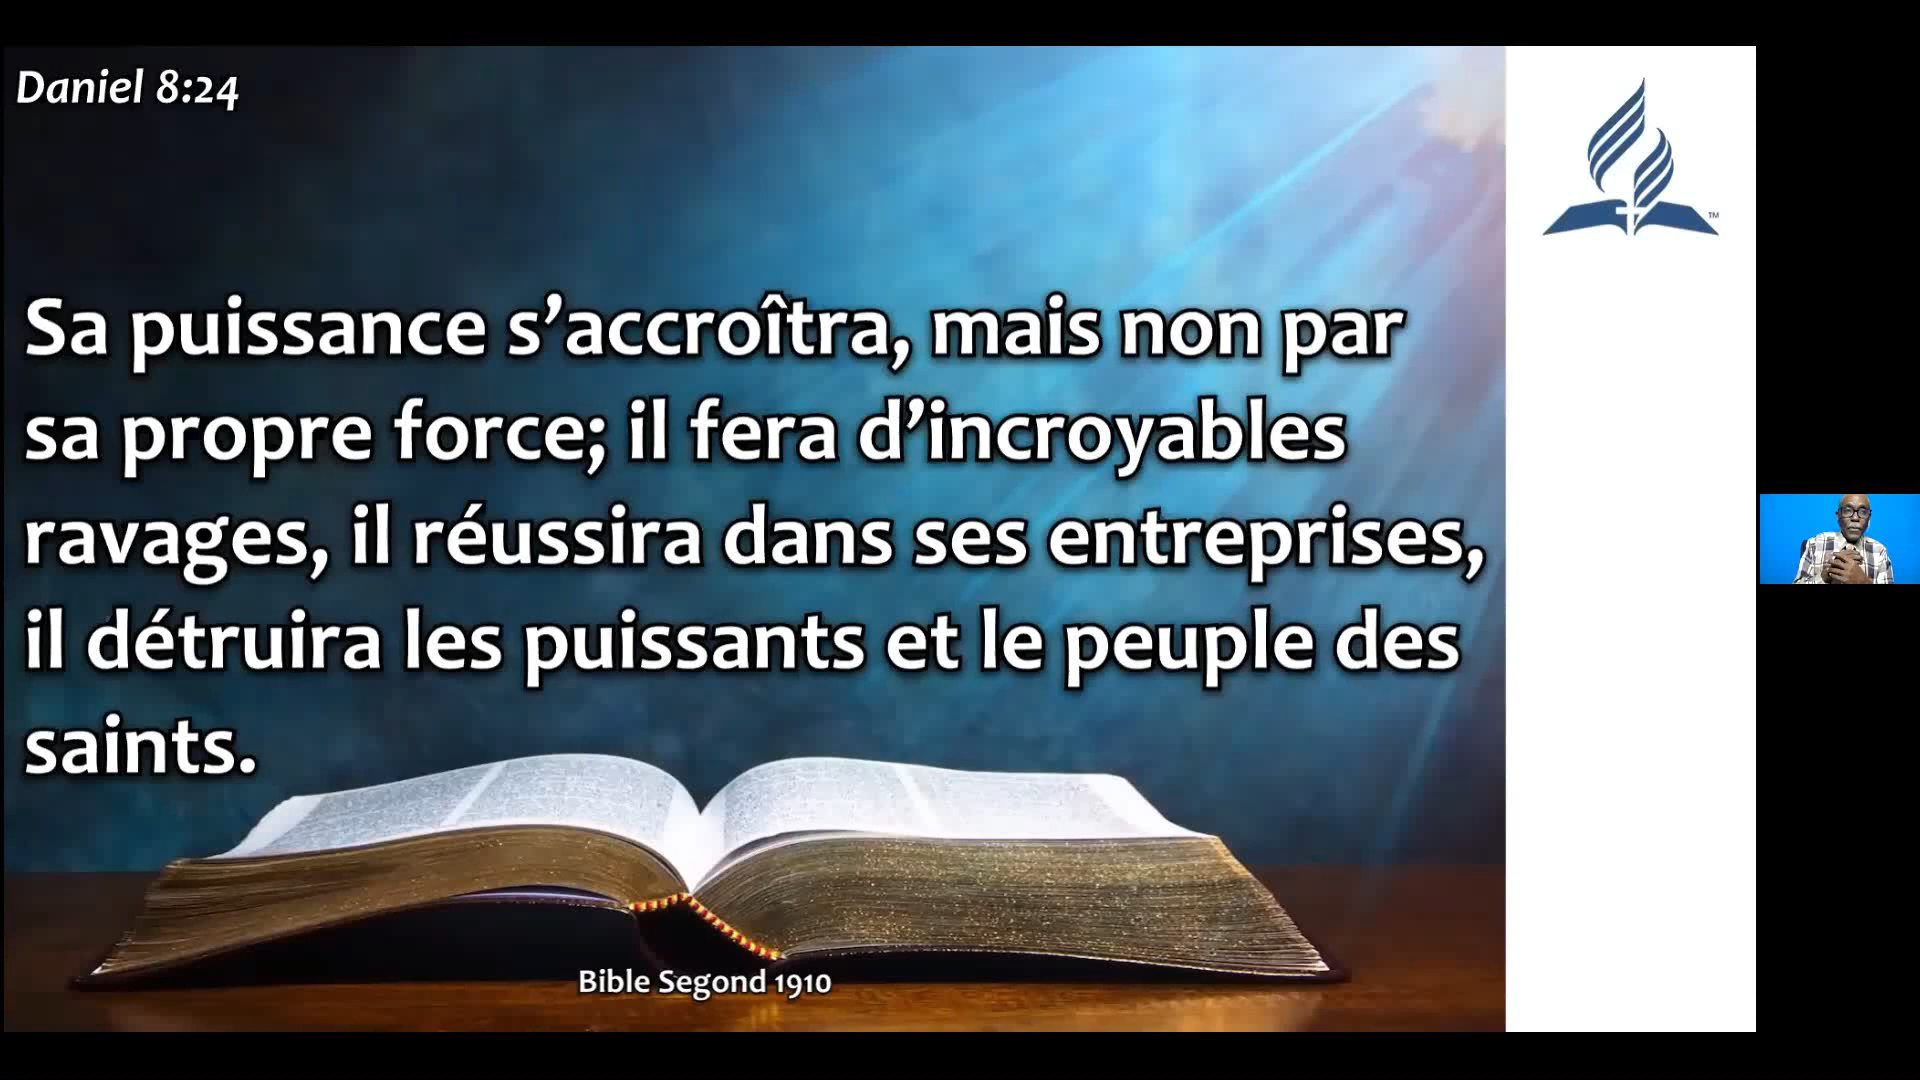 Daniel 8:24
Sa puissance s’accroîtra, mais non par
sa propre force; il fera d’incroyables
ravages, il réussira dans ses entreprises,
il détruira les puissants et le peuple des
saints.
Bible Segond 1910
TM